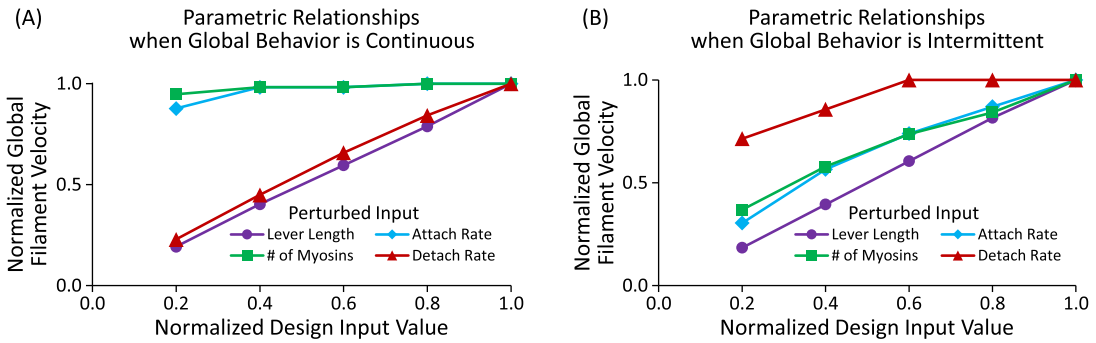 (A)
Parametric Relationships
when Global Behavior is Continuous
Normalized Global
Filament Velocity
1.0
0.5
0.0
Perturbed Input
Lever Length
Attach Rate
# of Myosins
Detach Rate
0.0 0.2 0.4 0.6 0.8 1.0
Normalized Design Input Value
(B)
Parametric Relationships
when Global Behavior is Intermittent
Normalized Global
Filament Velocity
1.0
0.5
0.0
Perturbed Input
Lever Length
Attach Rate
# of Myosins
Detach Rate
0.0 0.2 0.4 0.6 0.8 1.0
Normalized Design Input Value